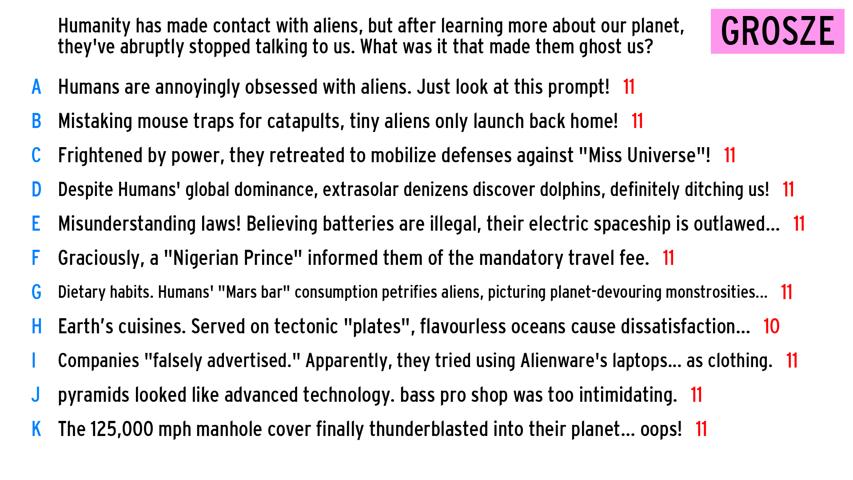 Humanity has made contact with aliens, but after learning more about our planet,
they've abruptly stopped talking to us. What was it that made them ghost us?
GROSZE
A Humans are annoyingly obsessed with aliens. Just look at this prompt! 11
B Mistaking mouse traps for catapults, tiny aliens only launch back home! 11
C Frightened by power, they retreated to mobilize defenses against "Miss Universe"! 11
D Despite Humans' global dominance, extrasolar denizens discover dolphins, definitely ditching us! 11
E Misunderstanding laws! Believing batteries are illegal, their electric spaceship is outlawed... 11
F Graciously, a "Nigerian Prince" informed them of the mandatory travel fee. 11
G Dietary habits. Humans' "Mars bar" consumption petrifies aliens, picturing planet-devouring monstrosities... 11
H Earth's cuisines. Served on tectonic "plates", flavourless oceans cause dissatisfaction... 10
I Companies "falsely advertised." Apparently, they tried using Alienware's laptops... as clothing. 11
J pyramids looked like advanced technology. bass pro shop was too intimidating. 11
K The 125,000 mph manhole cover finally thunderblasted into their planet... oops! 11